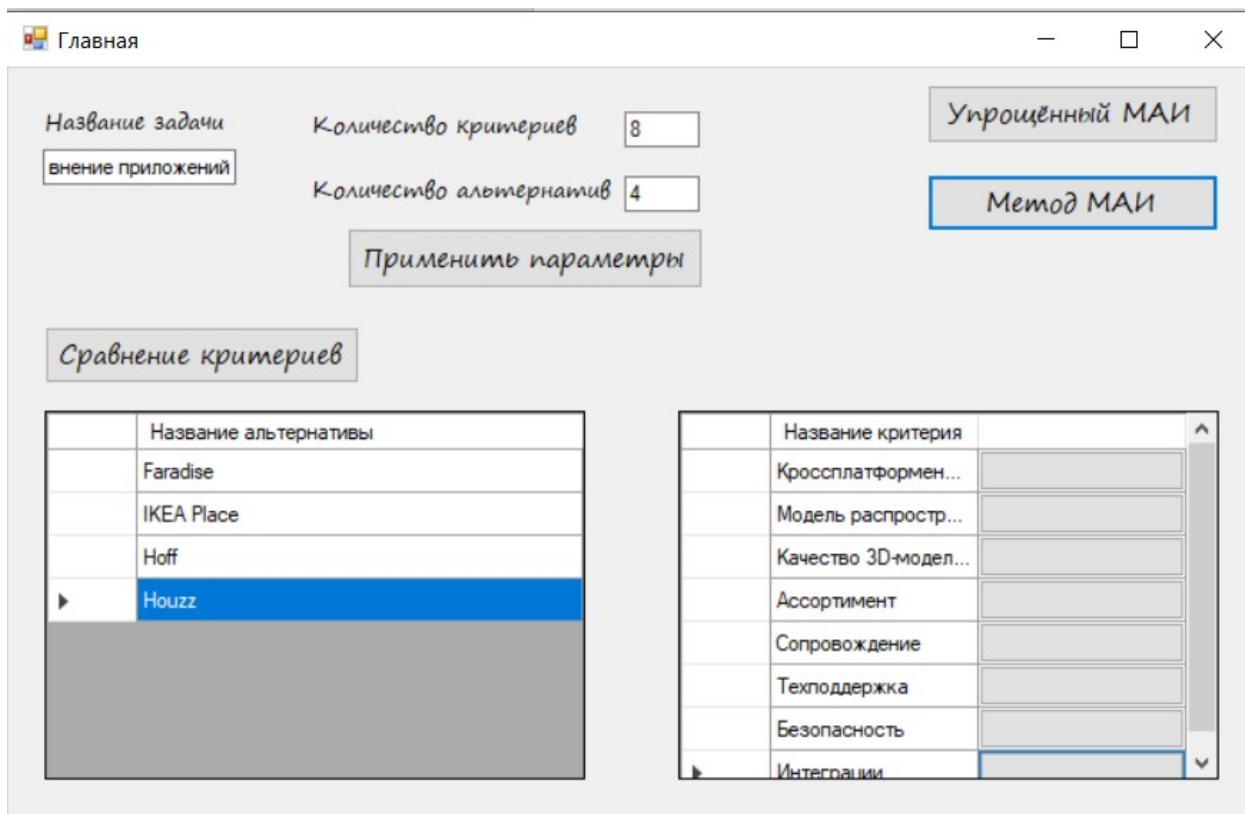 Главная
Название задачи
внение приложений
Количество критериев 8
Количество альтернатив 4
Применить параметры
Упрощённый МАИ
Метод МАИ
Сравнение критериев
Название альтернативы
Faradise
IKEA Place
Hoff
Houzz
Название критерия
Кроссплатформен...
Модель распростр...
Качество 3D-модел...
Ассортимент
Сопровождение
Техподдержка
Безопасность
Интеграции